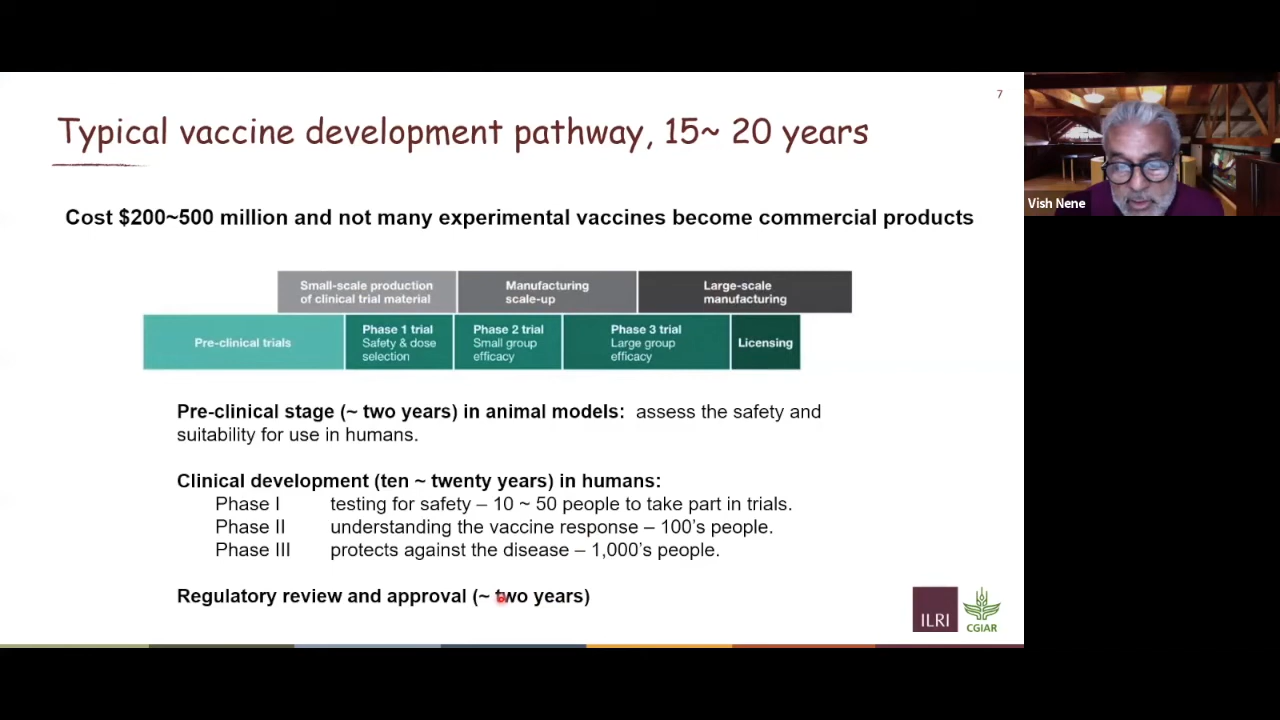 7
Typical vaccine development pathway, 15~ 20 years
Cost $200~500 million and not many experimental vaccines become commercial products
Small-scale production
of clinical trial material
Manufacturing
scale-up
Large-scale
manufacturing
Pre-clinical trials
Phase 1 trial
Safety & dose
selection
Phase 2 trial
Small group
efficacy
Phase 3 trial
Large group
efficacy
Licensing
Pre-clinical stage (~ two years) in animal models: assess the safety and
suitability for use in humans.
Clinical development (ten ~ twenty years) in humans:
Phase I testing for safety – 10 ~ 50 people to take part in trials.
Phase II understanding the vaccine response – 100's people.
Phase III protects against the disease – 1,000's people.
Regulatory review and approval (~ two years)
ILRI
CGIAR
Vish Nene